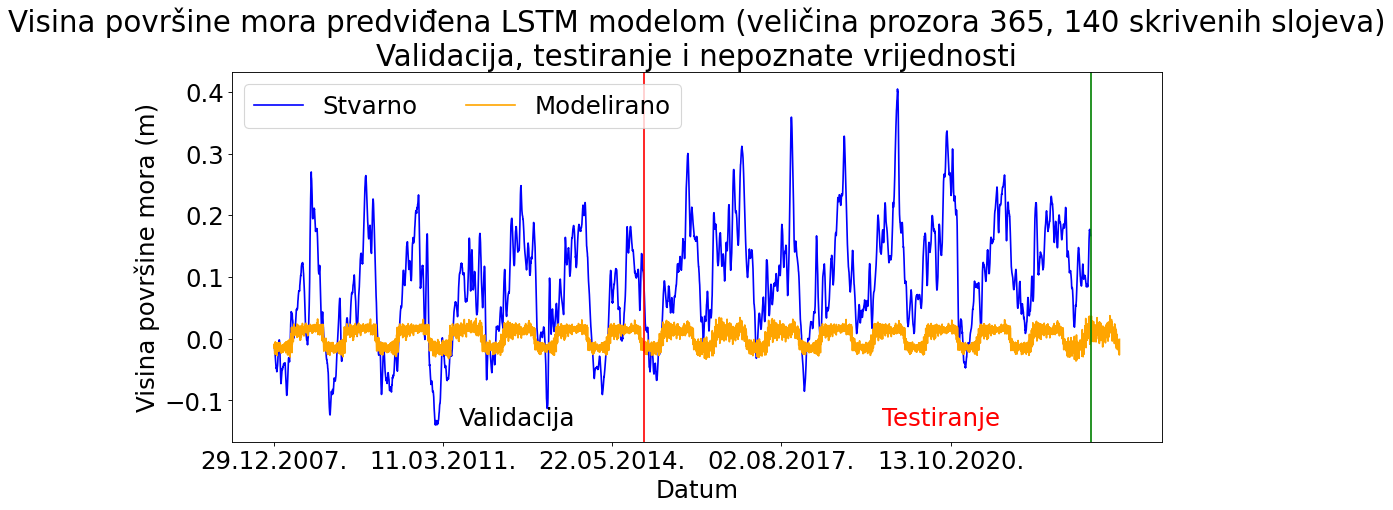 Visina površine mora predviđena LSTM modelom (veličina prozora 365, 140 skrivenih slojeva)
Validacija, testiranje i nepoznate vrijednosti
Stvarno Modelirano
Visina površine mora (m)
0.4
0.3
0.2
0.1
0.0
−0.1
Validacija Testiranje
29.12.2007. 11.03.2011. 22.05.2014. 02.08.2017. 13.10.2020.
Datum